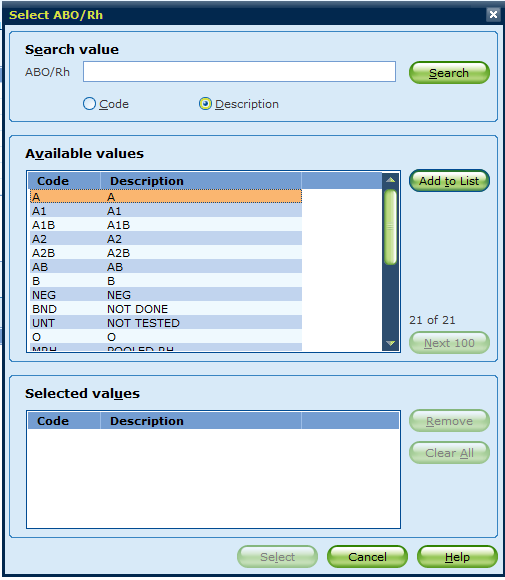 Select ABO/Rh
Search value
ABO/Rh
Search
Code Description
Available values
Code Description
Add to List
A A
A1 A1
A1B A1B
A2 A2
A2B A2B
AB AB
B B
NEG NEG
BND NOT DONE
UNT NOT TESTED
21 of 21
O O
Next 100
MRH POOLED RH
Selected values
Code Description
Remove
Clear All
Select Cancel Help